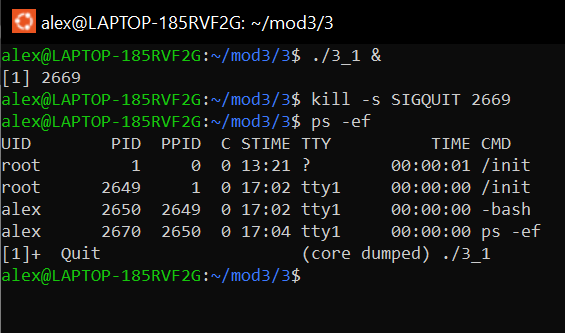 alex@LAPTOP-185RVF2G: ~/mod3/3
alex@LAPTOP-185RVF2G:~/mod3/3$ ./3_1 &
[1] 2669
alex@LAPTOP-185RVF2G:~/mod3/3$ kill -s SIGQUIT 2669
alex@LAPTOP-185RVF2G:~/mod3/3$ ps -ef
UID        PID  PPID  C STIME TTY          TIME CMD
root         1     0  0 13:21 ?        00:00:01 /init
root      2649     1  0 17:02 tty1     00:00:00 /init
alex      2650  2649  0 17:02 tty1     00:00:00 -bash
alex      2670  2650  0 17:04 tty1     00:00:00 ps -ef
[1]+  Quit                    (core dumped) ./3_1
alex@LAPTOP-185RVF2G:~/mod3/3$